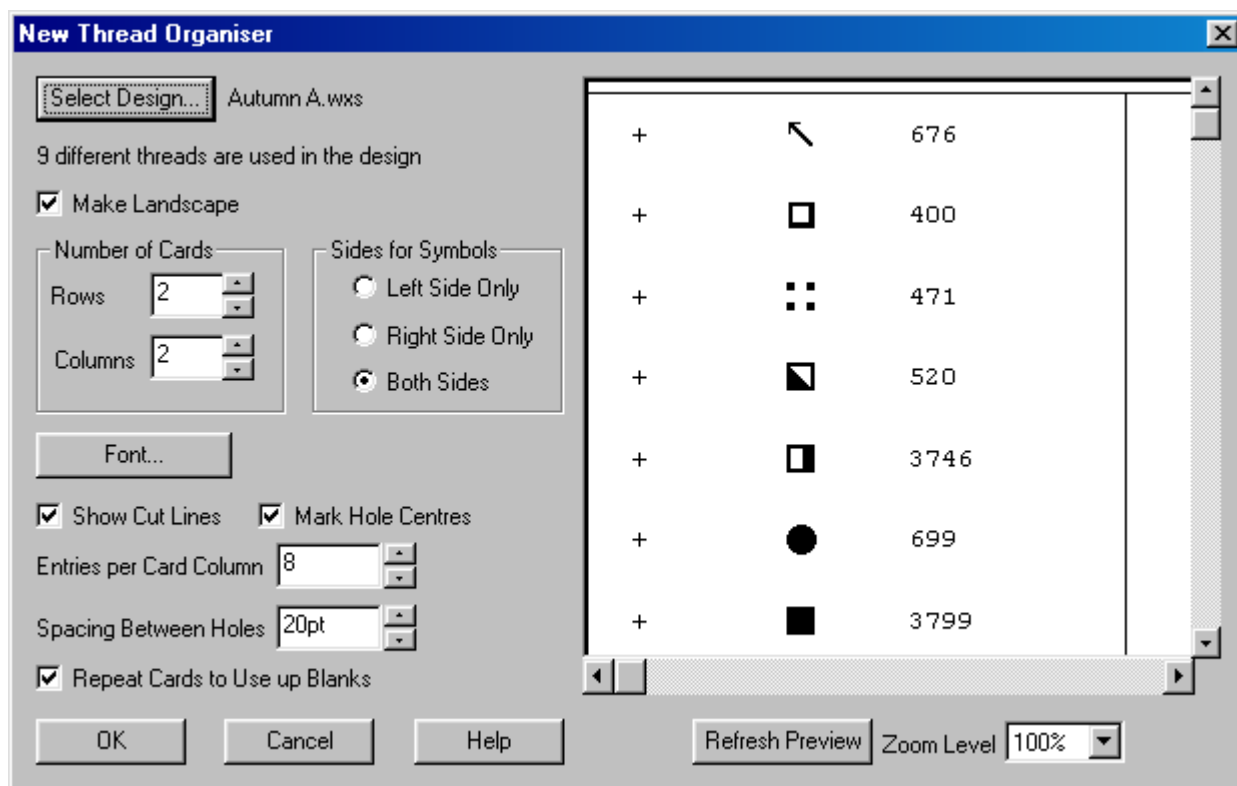 New Thread Organiser
Select Design... Autumn A.wxs
9 different threads are used in the design
Make Landscape
Number of Cards
Rows 2
Columns 2
Sides for Symbols
Left Side Only
Right Side Only
Both Sides
Font...
Show Cut Lines Mark Hole Centres
Entries per Card Column 8
Spacing Between Holes 20pt
Repeat Cards to Use up Blanks
OK Cancel Help
+ 676
+ 400
+ 471
+ 520
+ 3746
+ 699
+ 3799
Refresh Preview Zoom Level 100%